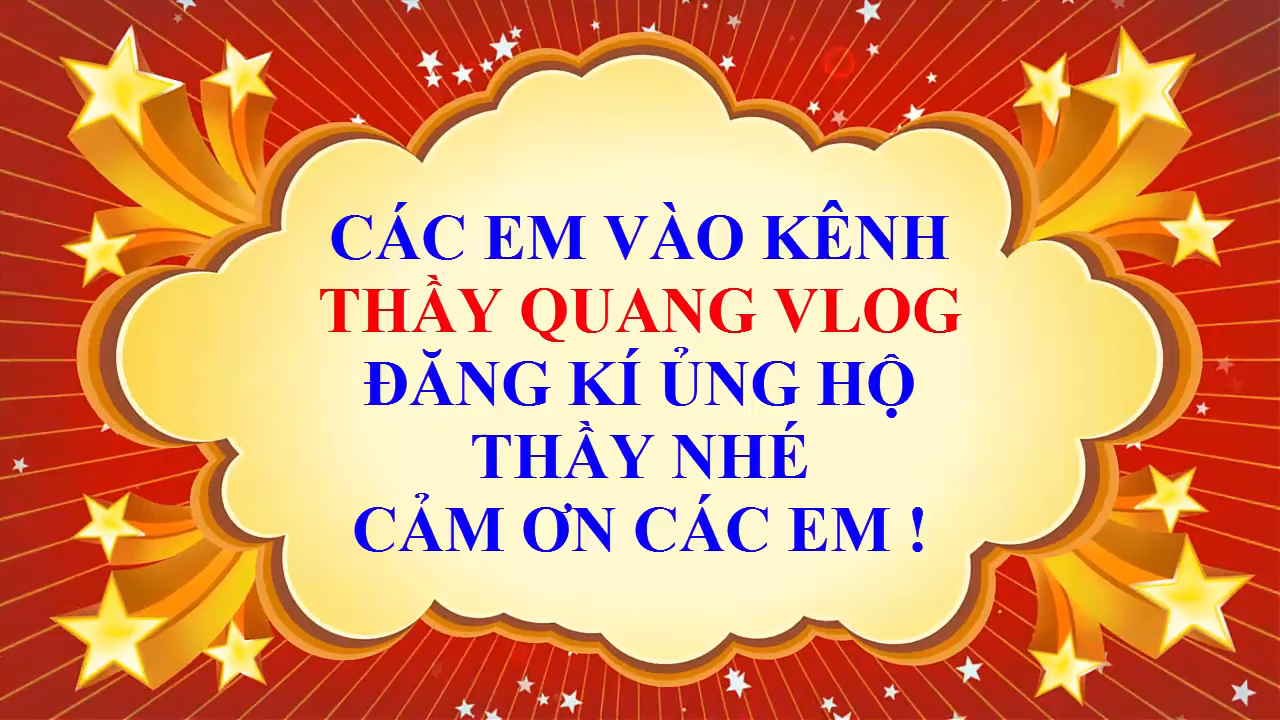 CÁC EM VÀO KÊNH
THẦY QUANG VLOG
ĐĂNG KÍ ỦNG HỘ
THẦY NHÉ
CẢM ƠN CÁC EM !